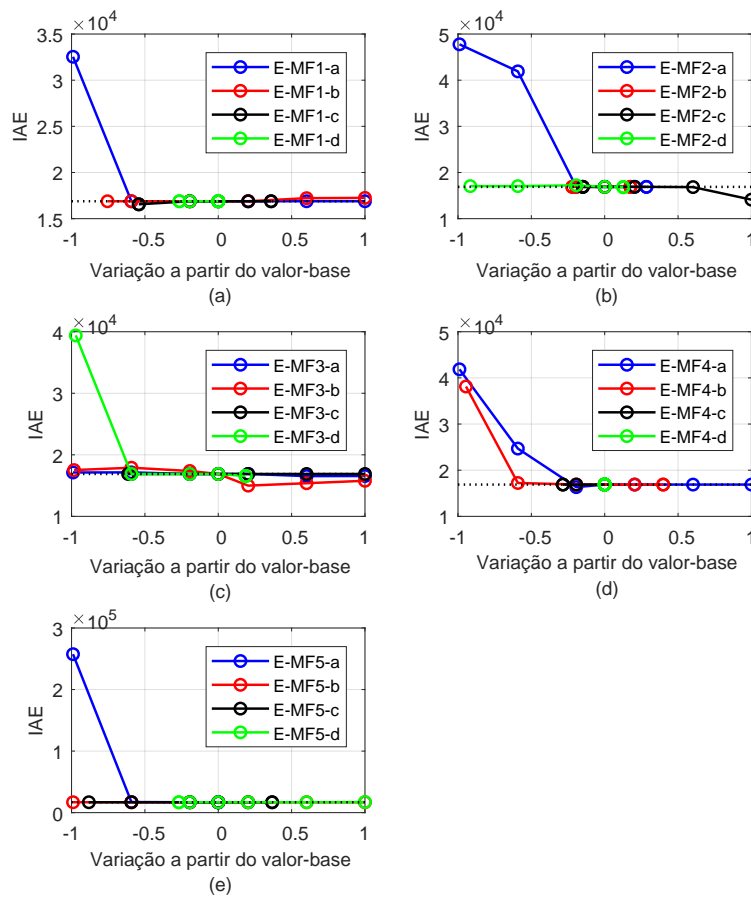 ×10⁴
3.5
3
2.5
2
1.5
IAE
E-MF1-a
E-MF1-b
E-MF1-c
E-MF1-d
-1
-0.5
0
0.5
1
Variação a partir do valor-base
(a)
×10⁴
5
4
3
2
1
IAE
E-MF2-a
E-MF2-b
E-MF2-c
E-MF2-d
-1
-0.5
0
0.5
1
Variação a partir do valor-base
(b)
×10⁴
4
3
2
1
IAE
E-MF3-a
E-MF3-b
E-MF3-c
E-MF3-d
-1
-0.5
0
0.5
1
Variação a partir do valor-base
(c)
×10⁴
5
4
3
2
1
IAE
E-MF4-a
E-MF4-b
E-MF4-c
E-MF4-d
-1
-0.5
0
0.5
1
Variação a partir do valor-base
(d)
×10⁵
3
2
1
0
IAE
E-MF5-a
E-MF5-b
E-MF5-c
E-MF5-d
-1
-0.5
0
0.5
1
Variação a partir do valor-base
(e)